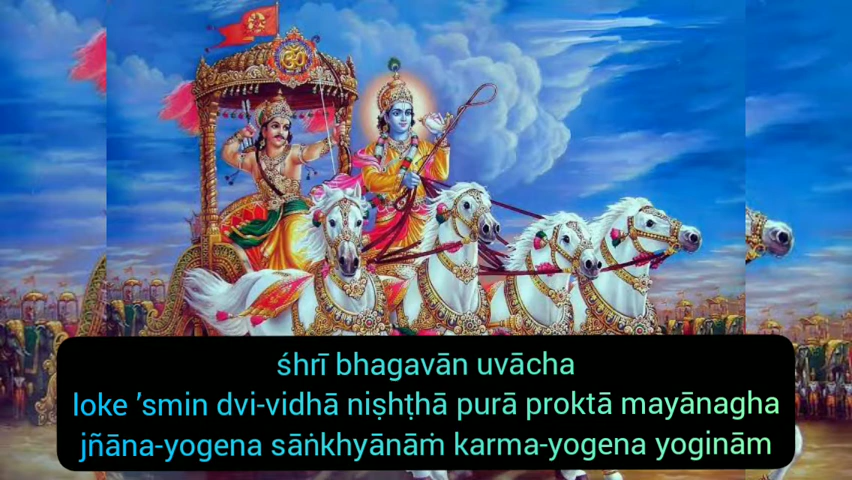 śhrī bhagavān uvācha
loke ’smin dvi-vidhā niṣhṭhā purā proktā mayānagha
jñāna-yogena sāṅkhyānāṁ karma-yogena yoginām